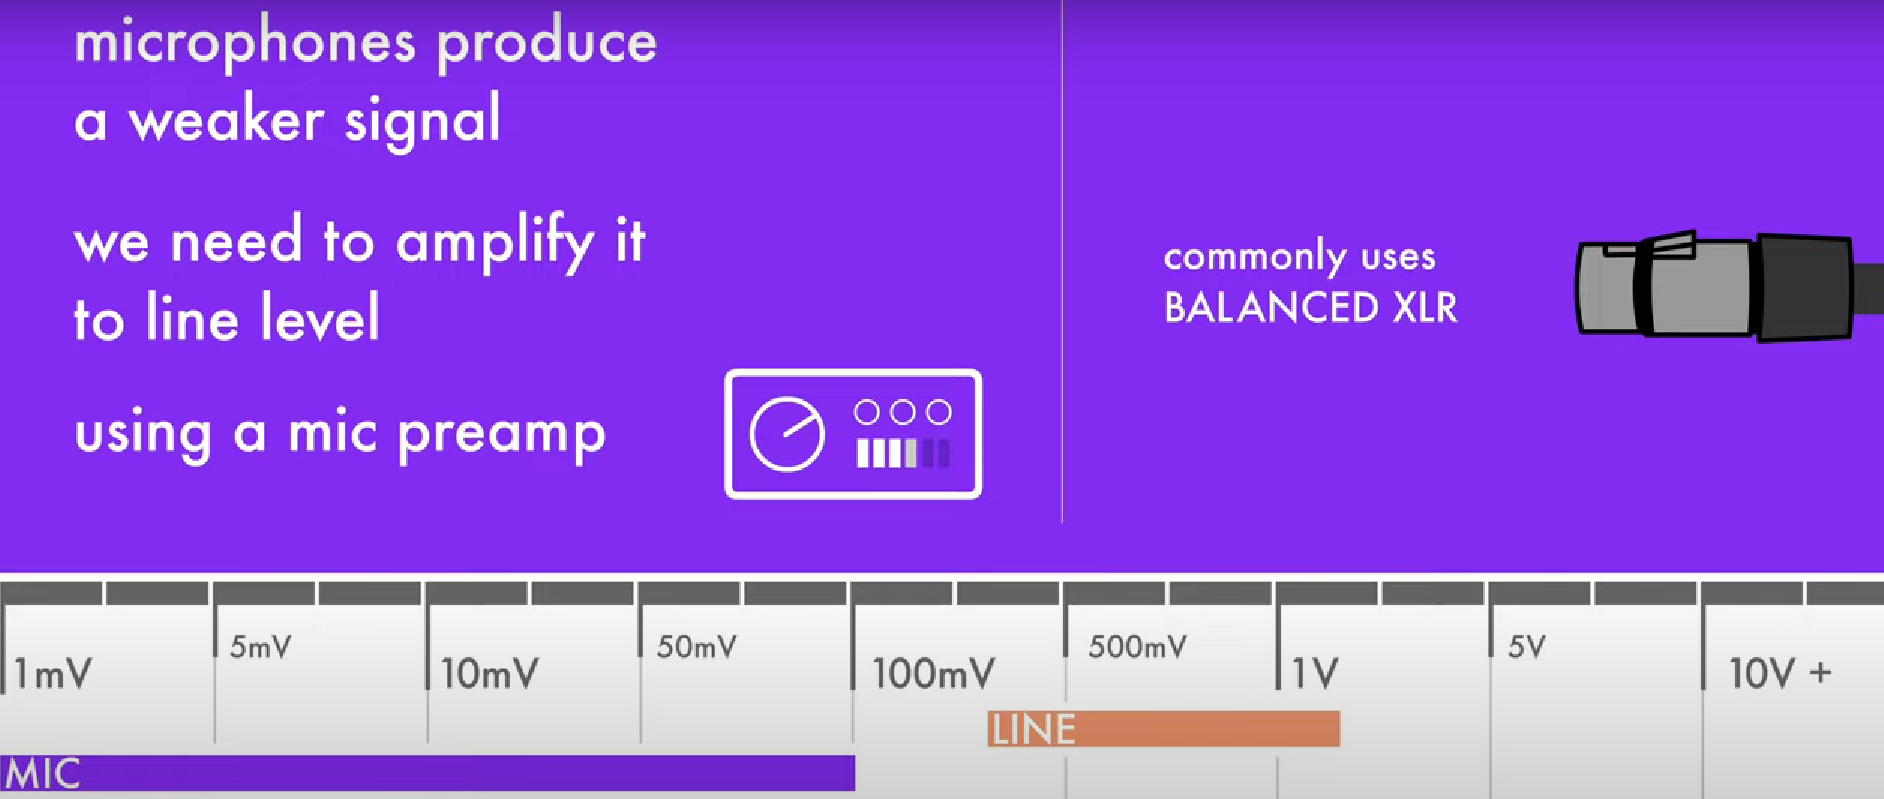 microphones produce
a weaker signal
we need to amplify it
to line level
using a mic preamp
commonly uses
BALANCED XLR
1mV
5mV
10mV
50mV
100mV
500mV
1V
5V
10V +
LINE
MIC